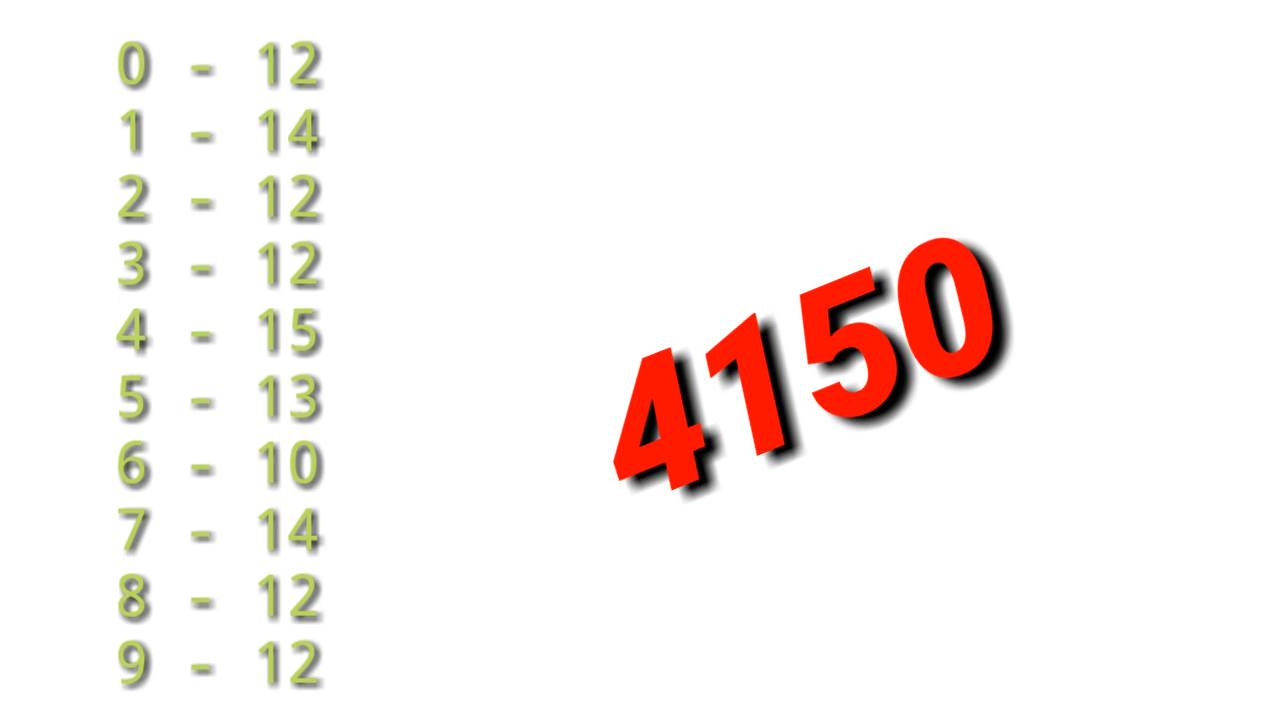 0 - 12
1 - 14
2 - 12
3 - 12
4 - 15
5 - 13
6 - 10
7 - 14
8 - 12
9 - 12
4150